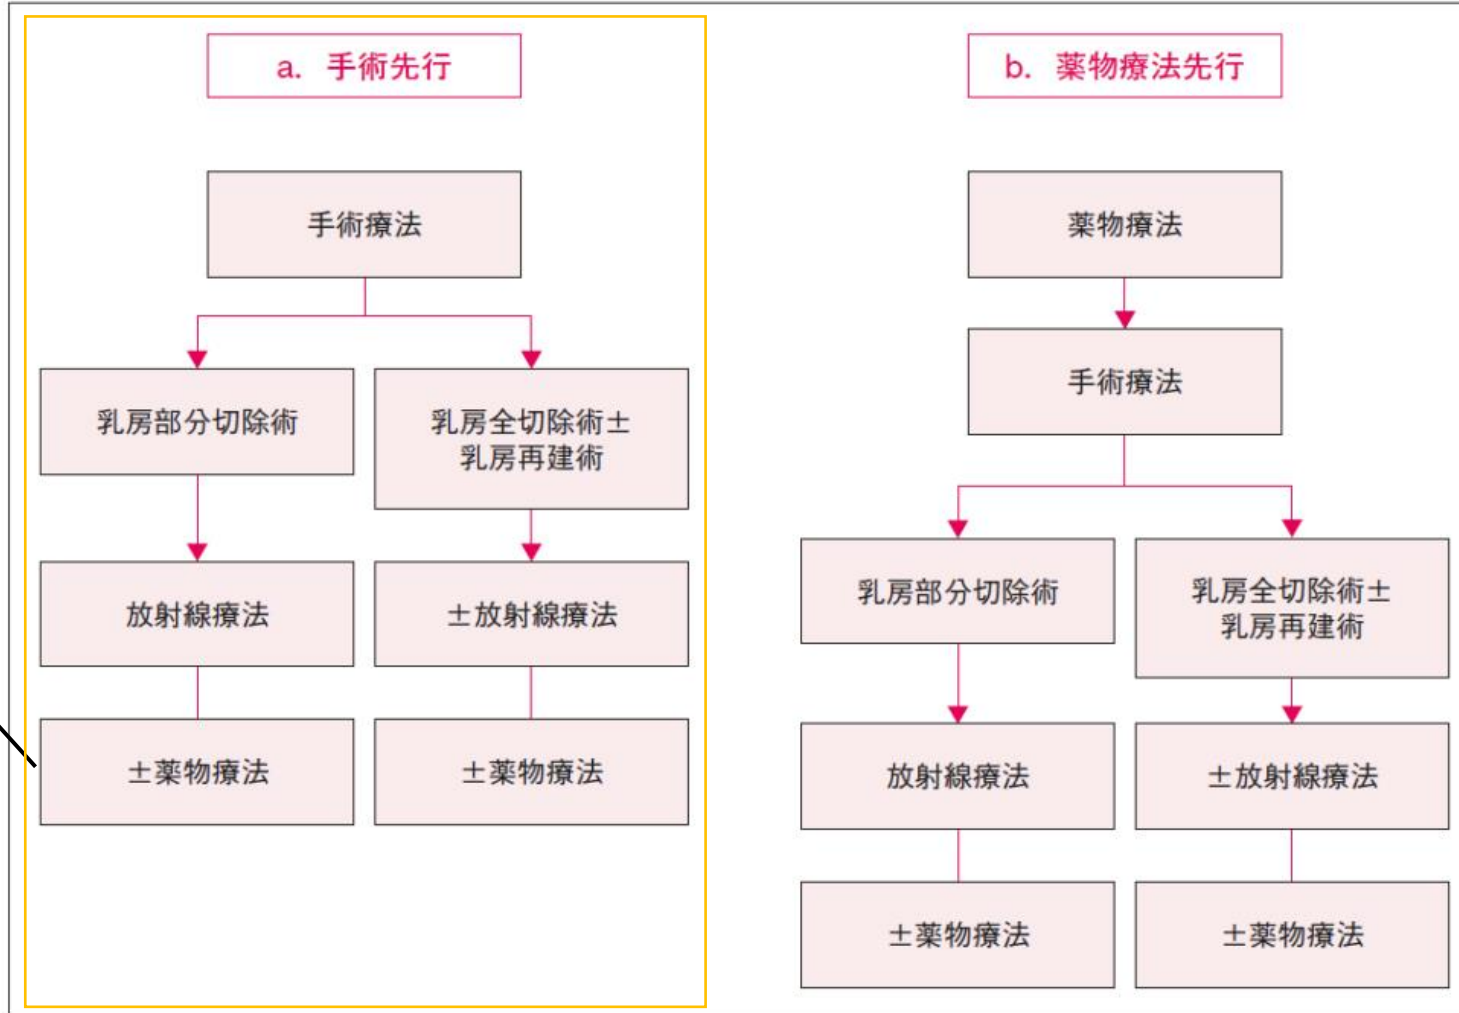 a. 手術先行
手術療法
乳房部分切除術
乳房全切除術±
乳房再建術
放射線療法
±放射線療法
±薬物療法
±薬物療法
b. 薬物療法先行
薬物療法
手術療法
乳房部分切除術
乳房全切除術±
乳房再建術
放射線療法
±放射線療法
±薬物療法
±薬物療法